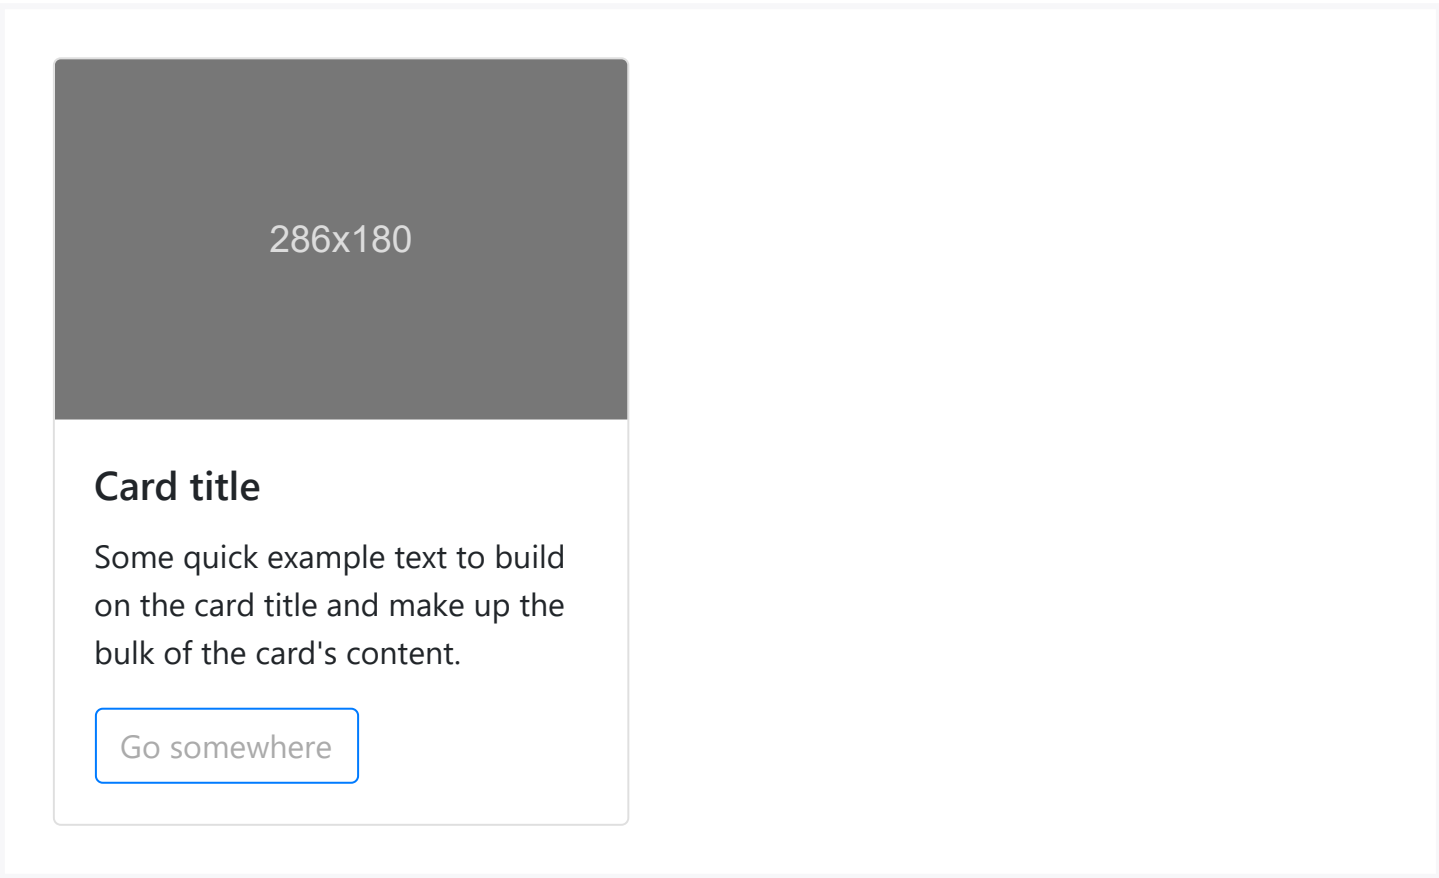 286x180
Card title
Some quick example text to build
on the card title and make up the
bulk of the card's content.
Go somewhere